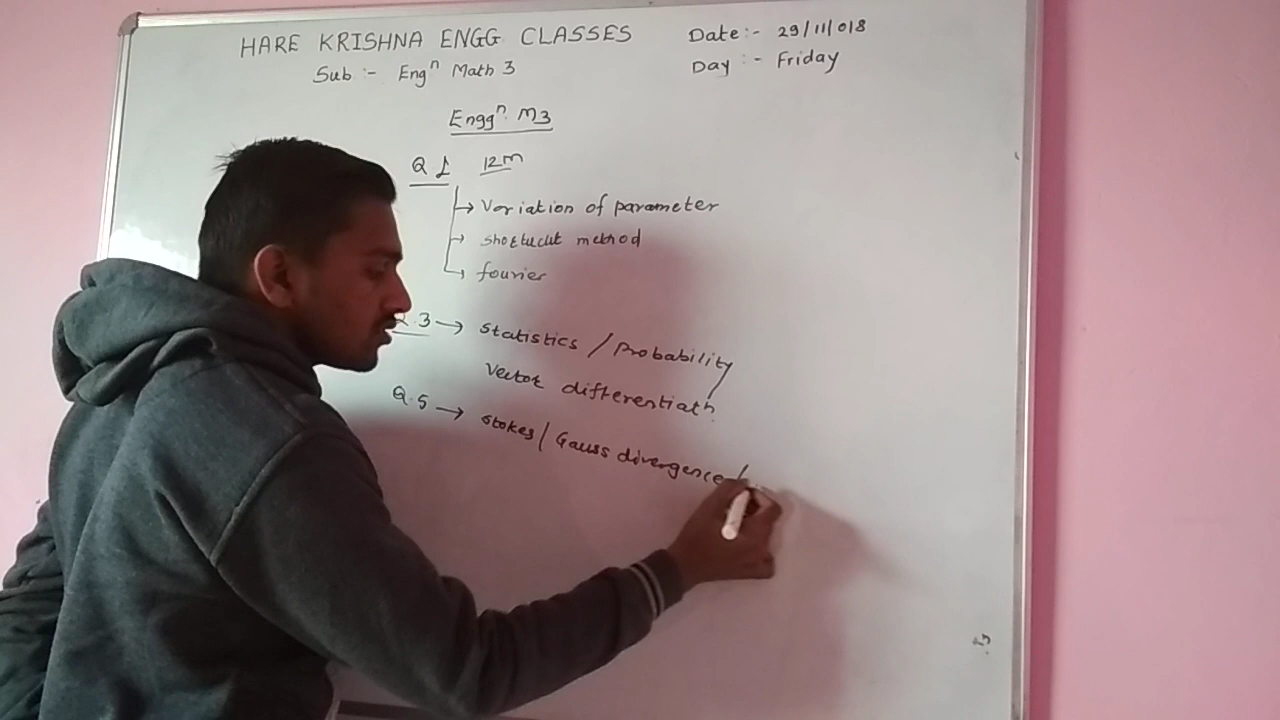 HARE KRISHNA ENGG CLASSES
Date:- 29/11/018
Sub :- Engⁿ Math 3
Day :- Friday
Enggⁿ M3
Q 1 12M
→ Variation of parameter
→ shortcut method
→ fourier
Q.3 → Statistics / Probability
Vector differentiatⁿ.
Q.5 → Stokes / Gauss divergence /